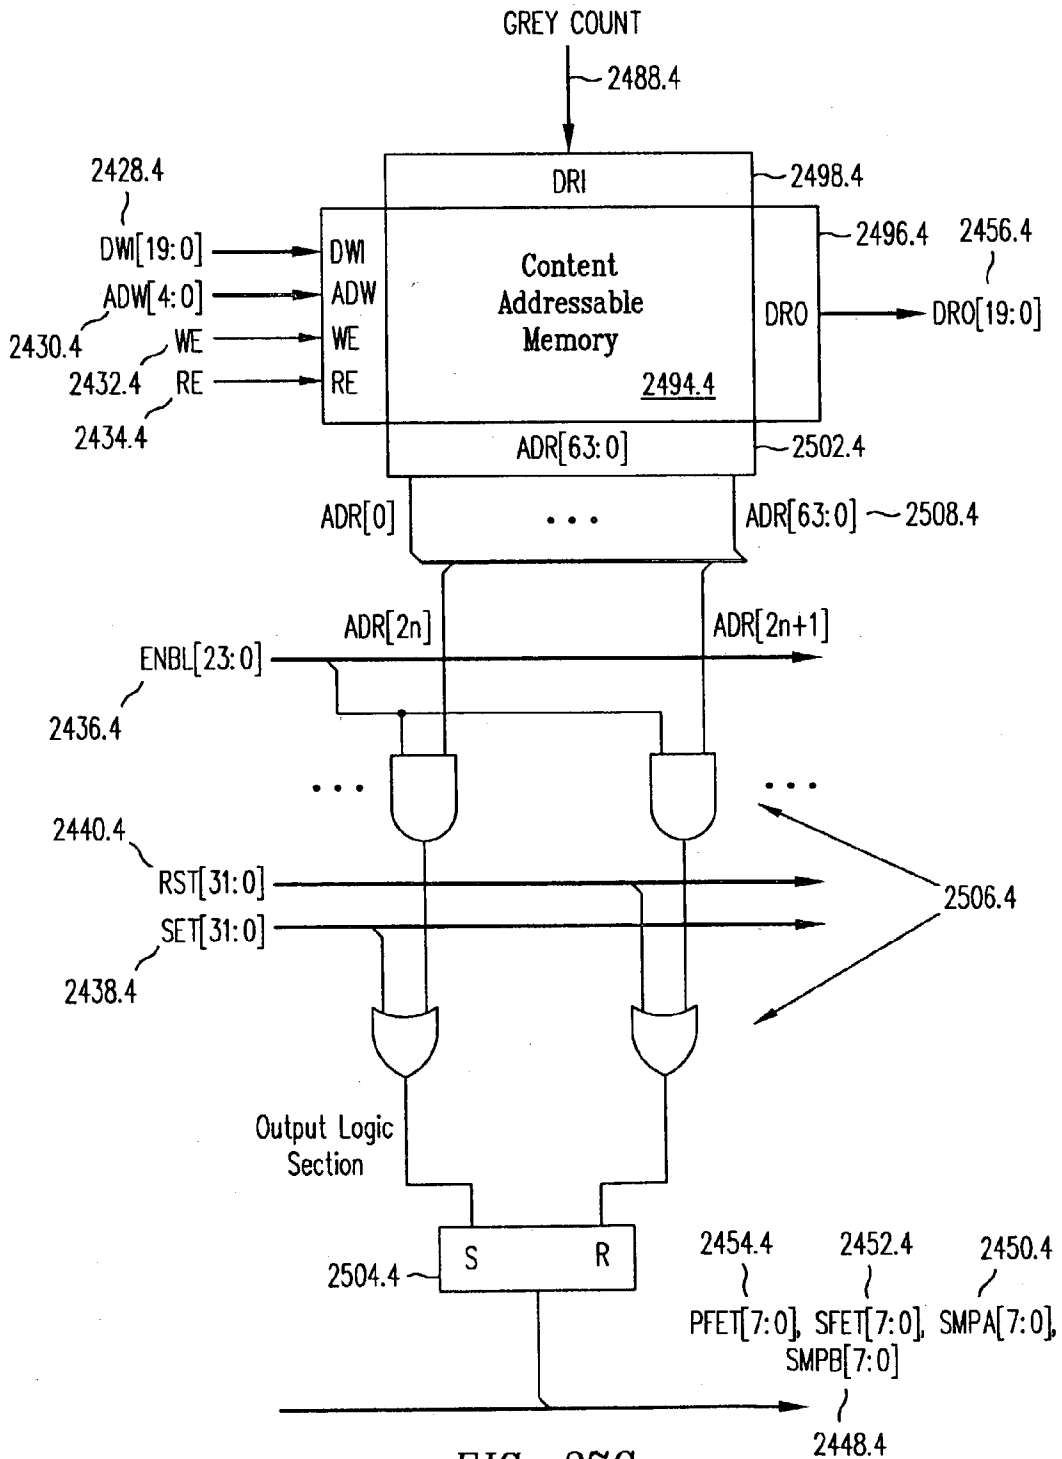 GREY COUNT
2488.4
2428.4
DRI
2498.4
DWI[19:0]
DWI
Content
Addressable
Memory
2496.4
2456.4
ADW[4:0]
ADW
DRO
DRO[19:0]
2430.4
WE
WE
2432.4
RE
RE
2494.4
2434.4
ADR[63:0]
2502.4
ADR[0]
• • •
ADR[63:0]
2508.4
ADR[2n]
ADR[2n+1]
ENBL[23:0]
2436.4
• • •
• • •
2440.4
RST[31:0]
2506.4
SET[31:0]
2438.4
Output Logic
Section
S
R
2504.4
2454.4
2452.4
2450.4
PFET[7:0], SFET[7:0], SMPA[7:0],
SMPB[7:0]
2448.4